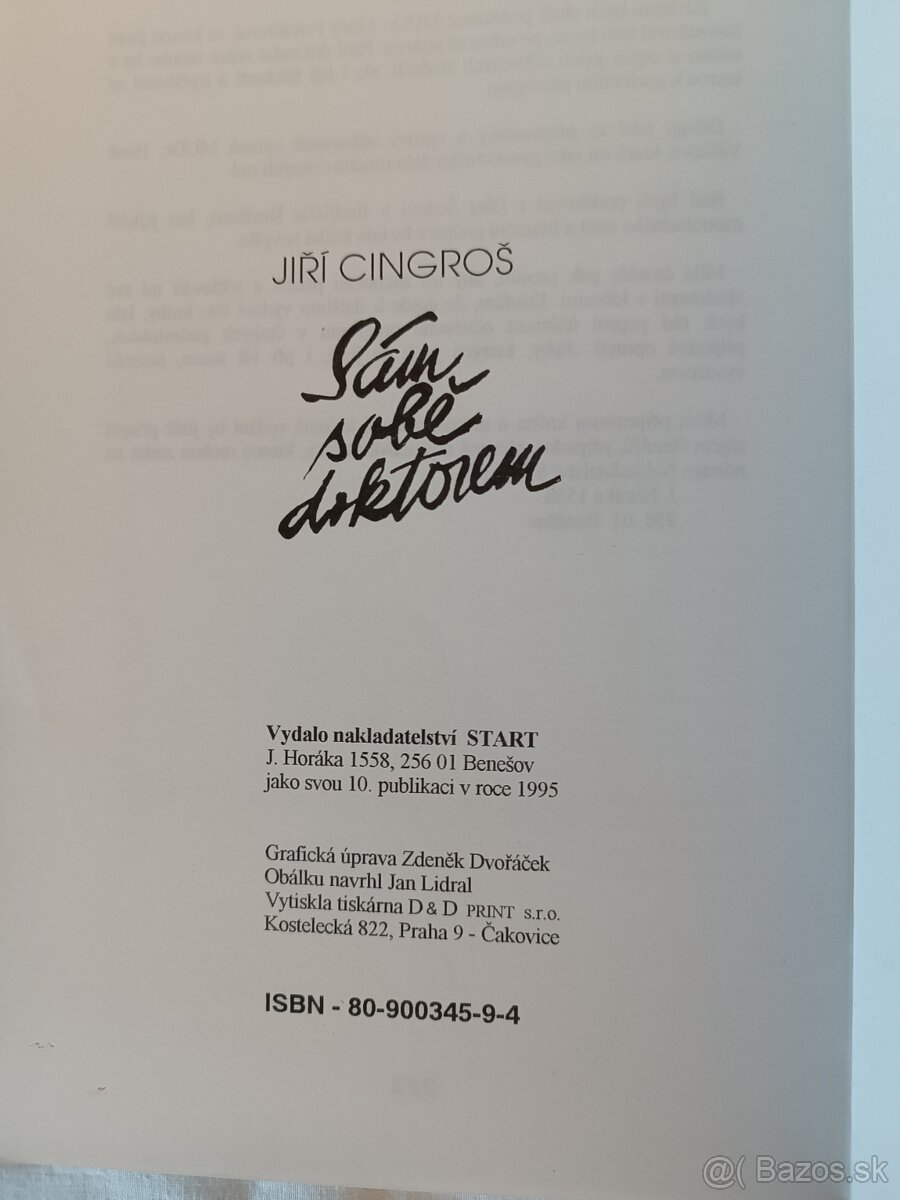 JIŘÍ CINGROŠ
Sám
sobě
doktorem
Vydalo nakladatelství START
J. Horáka 1558, 256 01 Benešov
jako svou 10. publikaci v roce 1995
Grafická úprava Zdeněk Dvořáček
Obálku navrhl Jan Lidral
Vytiskla tiskárna D & D PRINT s.r.o.
Kostelecká 822, Praha 9 - Čakovice
ISBN - 80-900345-9-4
@( Bazos.sk